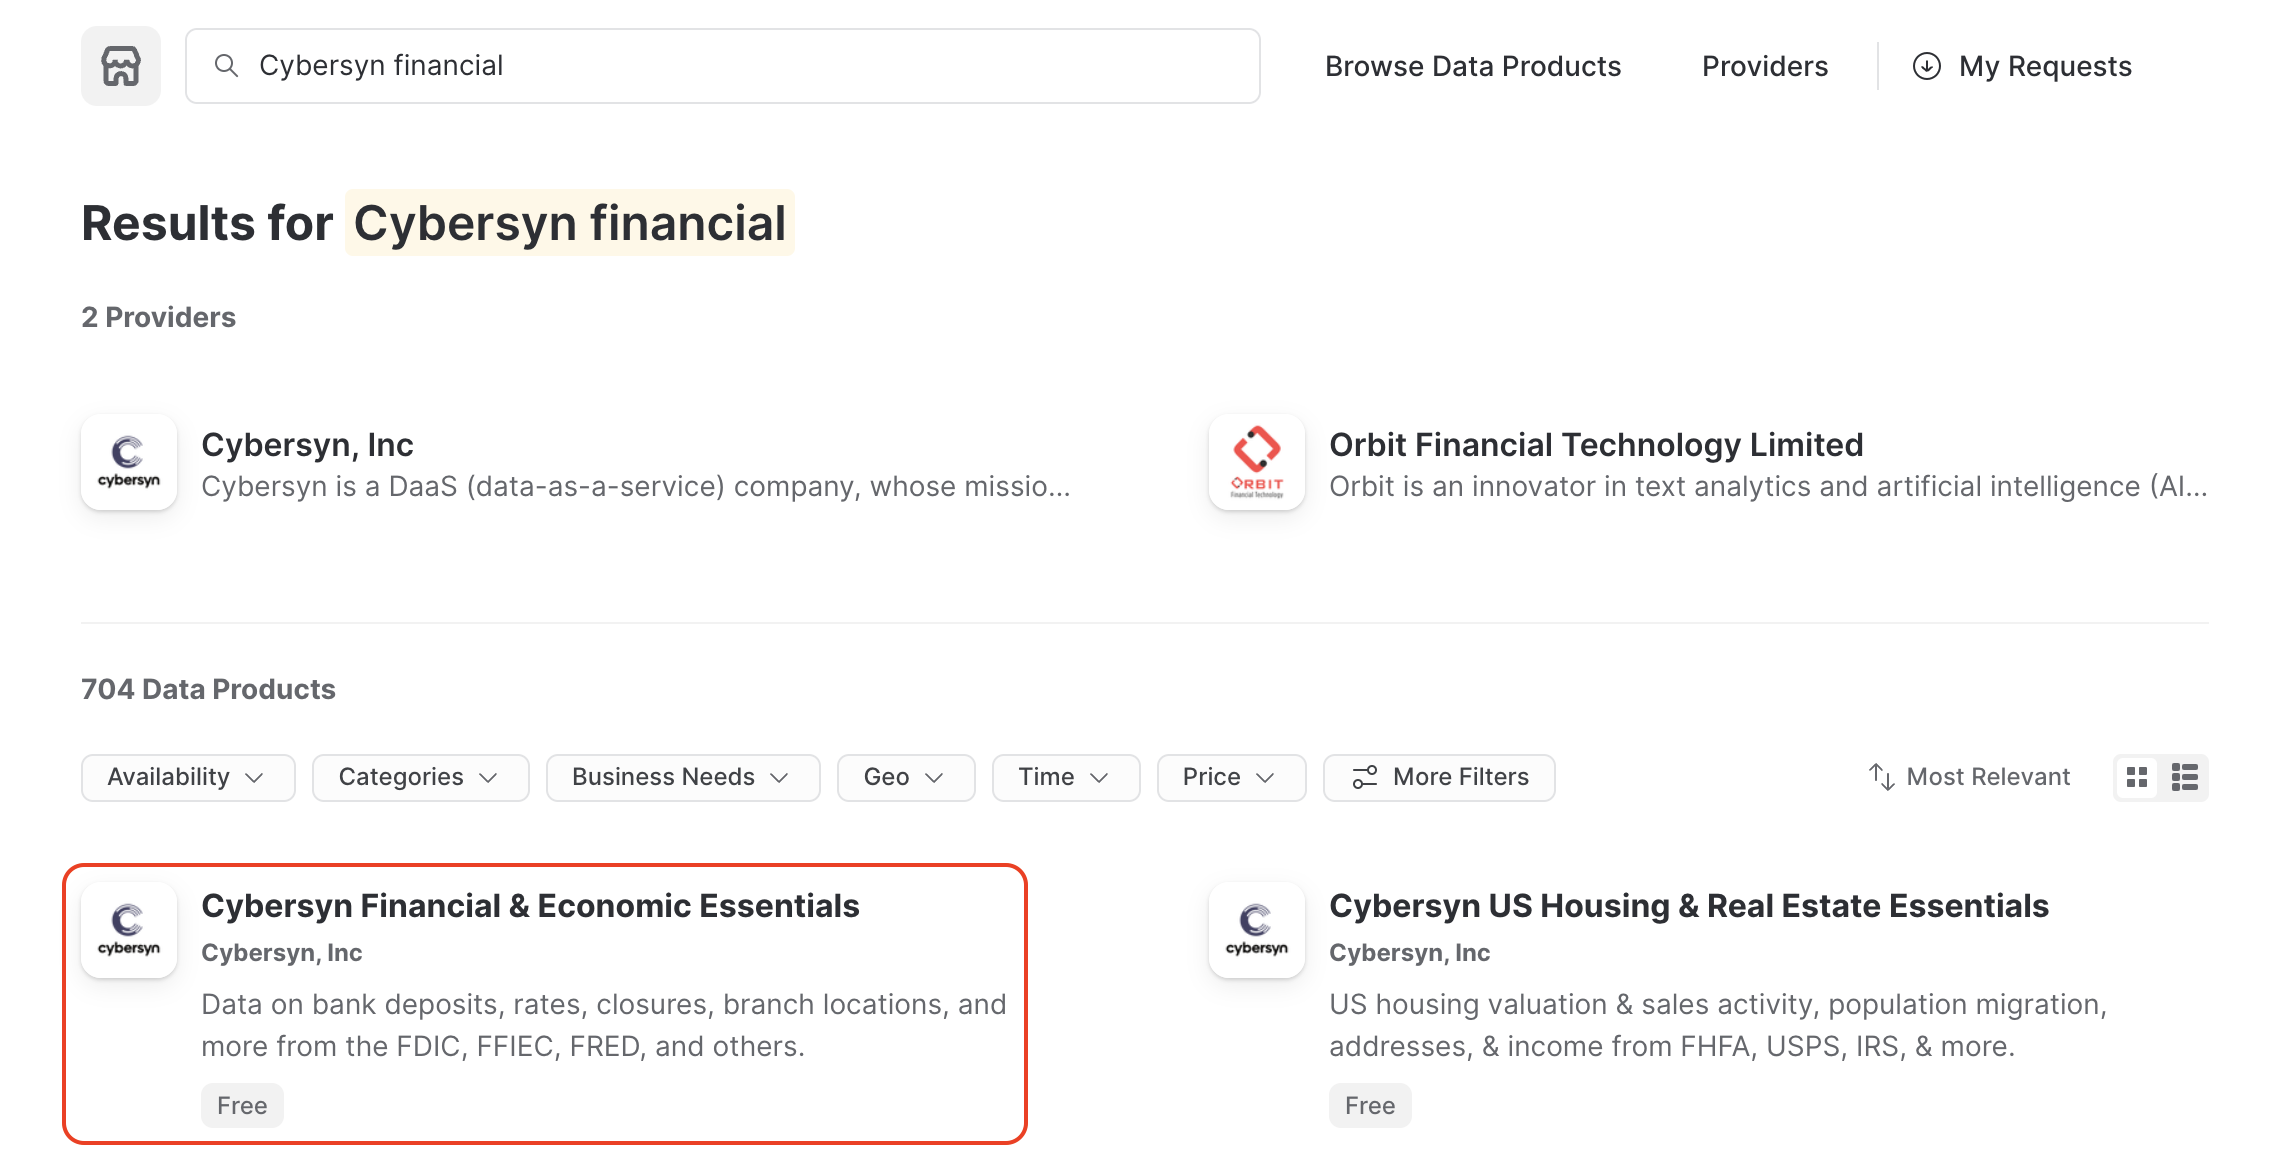 Cybersyn financial
Browse Data Products
Providers
My Requests
Results for Cybersyn financial
2 Providers
cybersyn
Cybersyn, Inc
Cybersyn is a DaaS (data-as-a-service) company, whose missio...
ORBIT
Financial Technology
Orbit Financial Technology Limited
Orbit is an innovator in text analytics and artificial intelligence (AI...
704 Data Products
Availability
Categories
Business Needs
Geo
Time
Price
More Filters
Most Relevant
cybersyn
Cybersyn Financial & Economic Essentials
Cybersyn, Inc
Data on bank deposits, rates, closures, branch locations, and
more from the FDIC, FFIEC, FRED, and others.
Free
cybersyn
Cybersyn US Housing & Real Estate Essentials
Cybersyn, Inc
US housing valuation & sales activity, population migration,
addresses, & income from FHFA, USPS, IRS, & more.
Free